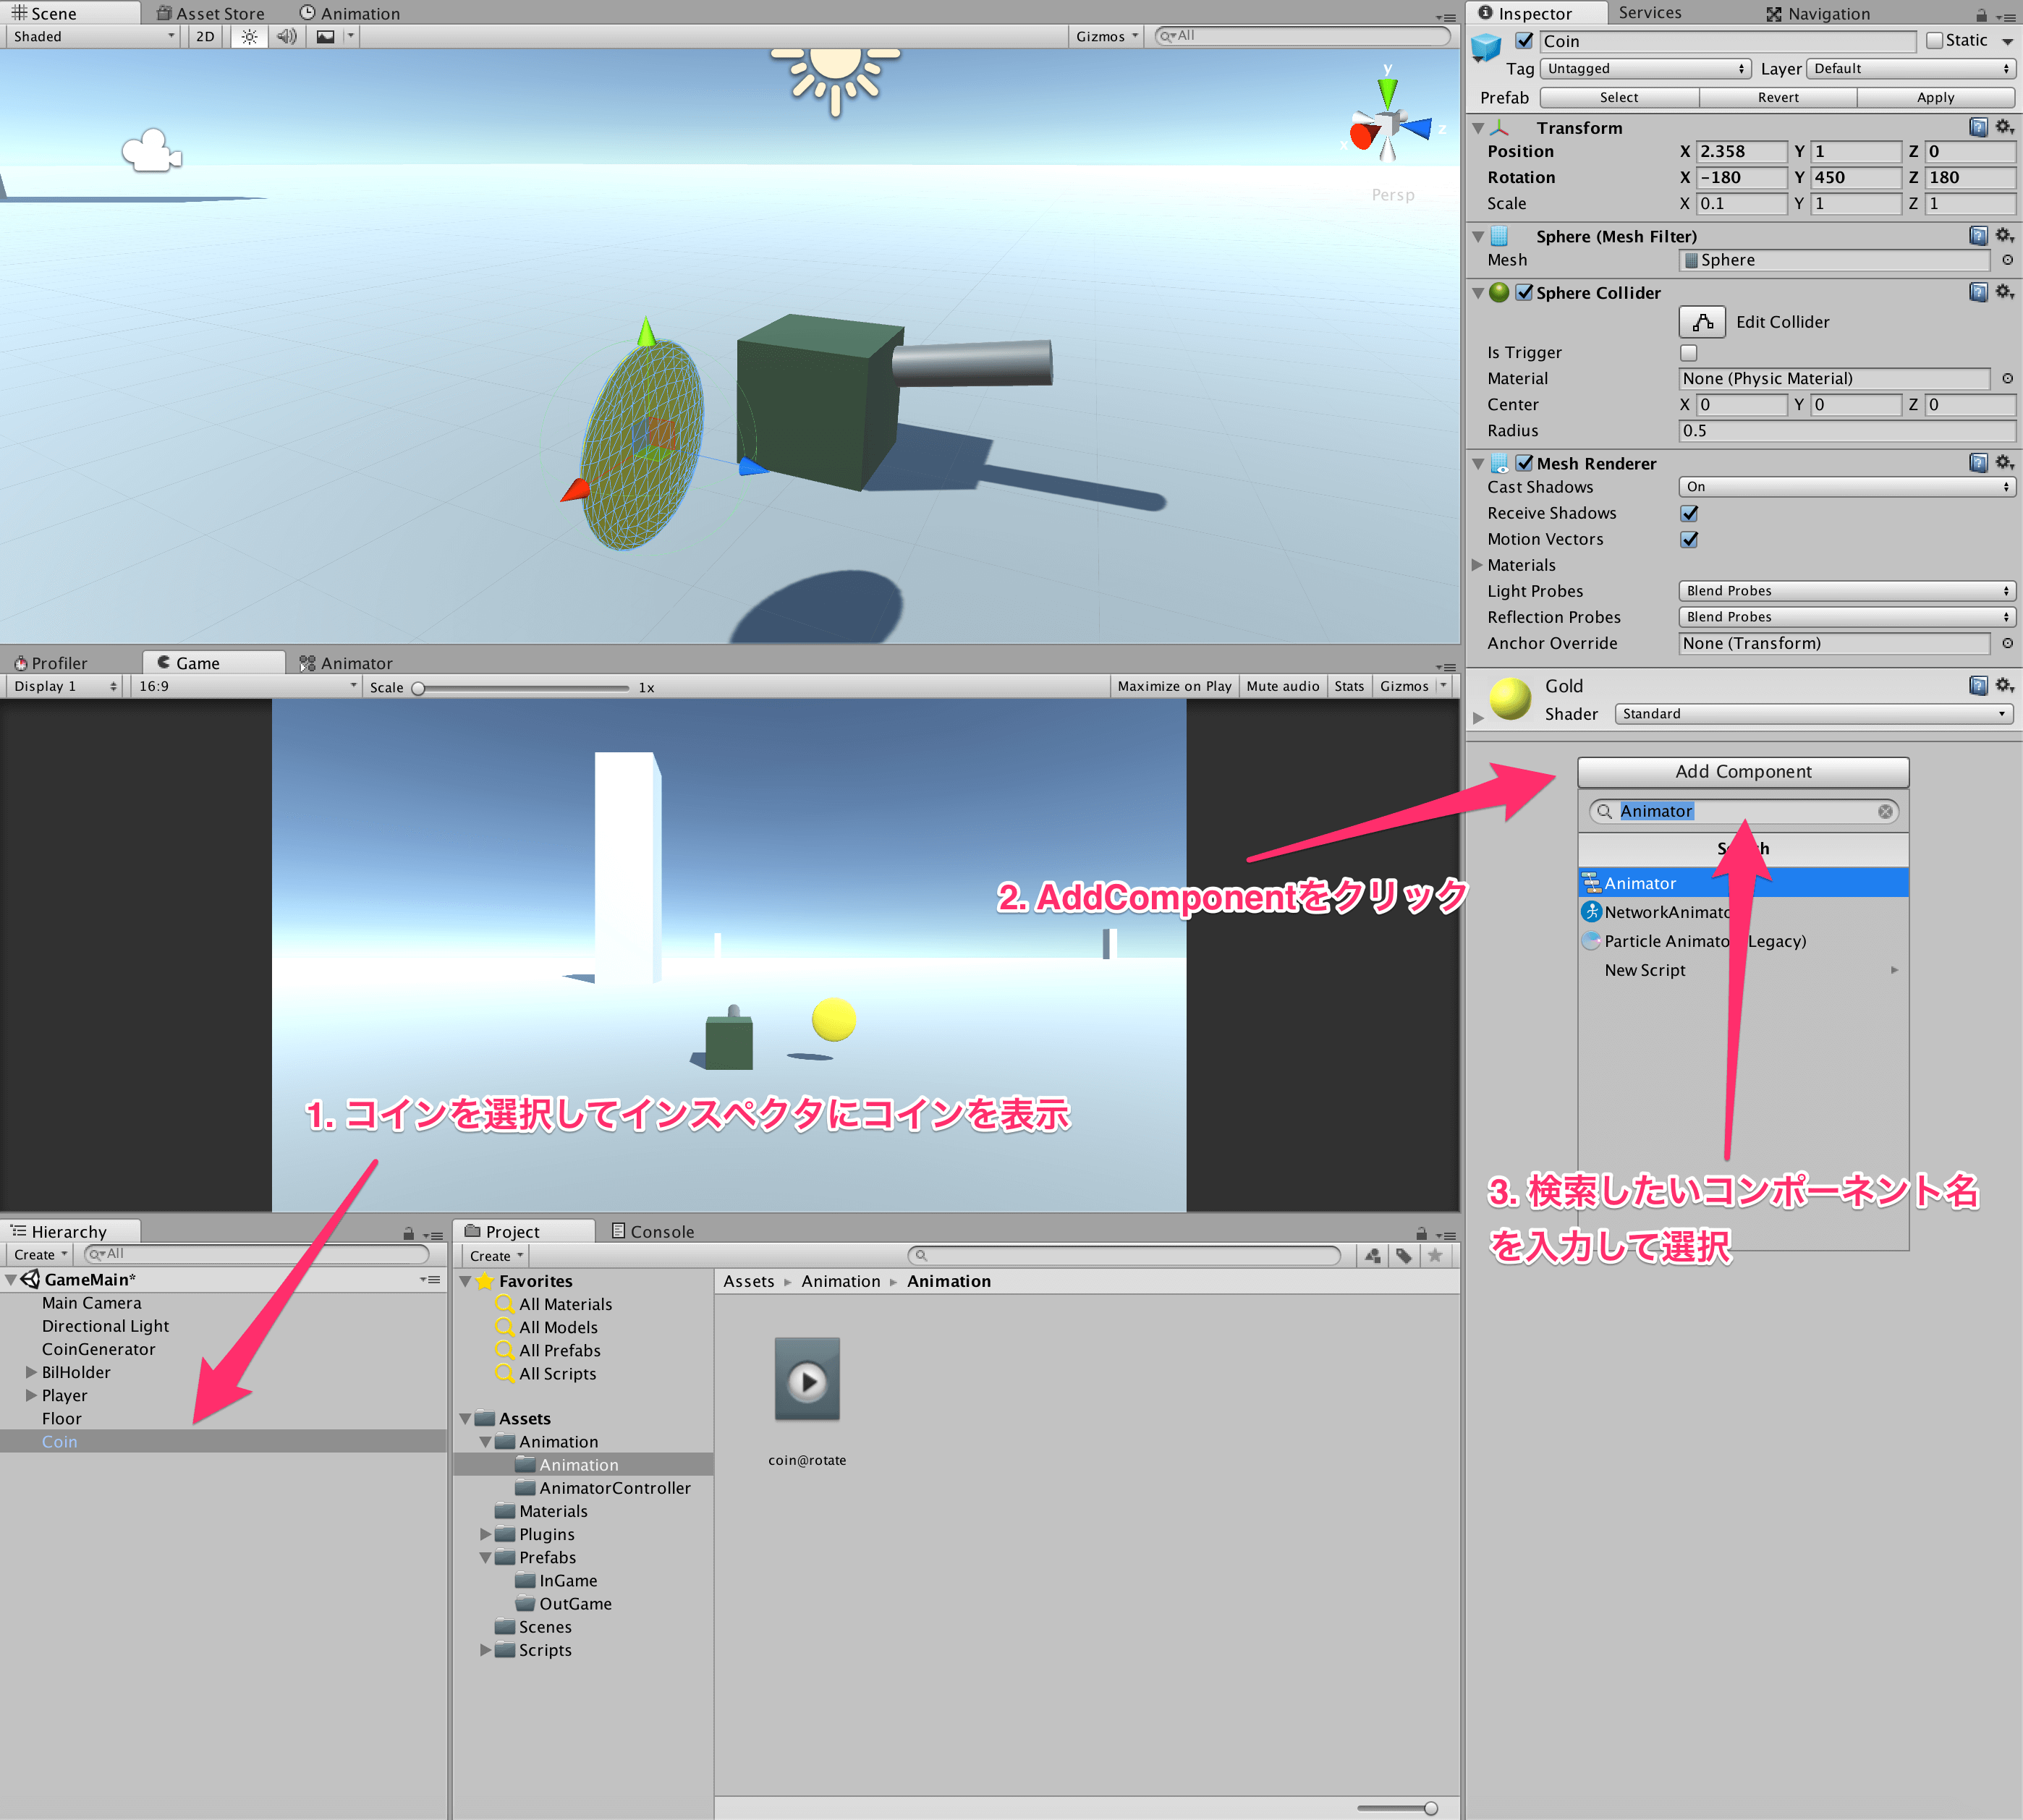 Scene
Asset Store
Animation
Shaded
2D
Gizmos
All
y
x
z
Persp
Profiler
Game
Animator
Display 1
16:9
Scale
1x
Maximize on Play
Mute audio
Stats
Gizmos
1. コインを選択してインスペクタにコインを表示
2. AddComponentをクリック
Hierarchy
Create
All
GameMain*
Main Camera
Directional Light
CoinGenerator
BilHolder
Player
Floor
Coin
Project
Console
Create
Favorites
All Materials
All Models
All Prefabs
All Scripts
Assets
Animation
Animation
AnimatorController
Materials
Plugins
Prefabs
InGame
OutGame
Scenes
Scripts
Assets ▸ Animation ▸ Animation
coin@rotate
Inspector
Services
Navigation
Coin
Static
Tag Untagged Layer Default
Prefab Select Revert Apply
Transform
Position X 2.358 Y 1 Z 0
Rotation X -180 Y 450 Z 180
Scale X 0.1 Y 1 Z 1
Sphere (Mesh Filter)
Mesh Sphere
Sphere Collider
Edit Collider
Is Trigger
Material None (Physic Material)
Center X 0 Y 0 Z 0
Radius 0.5
Mesh Renderer
Cast Shadows On
Receive Shadows
Motion Vectors
Materials
Light Probes Blend Probes
Reflection Probes Blend Probes
Anchor Override None (Transform)
Gold
Shader Standard
Add Component
Animator
Animator
Particle
New Script
3. 検索したいコンポーネント名
を入力して選択